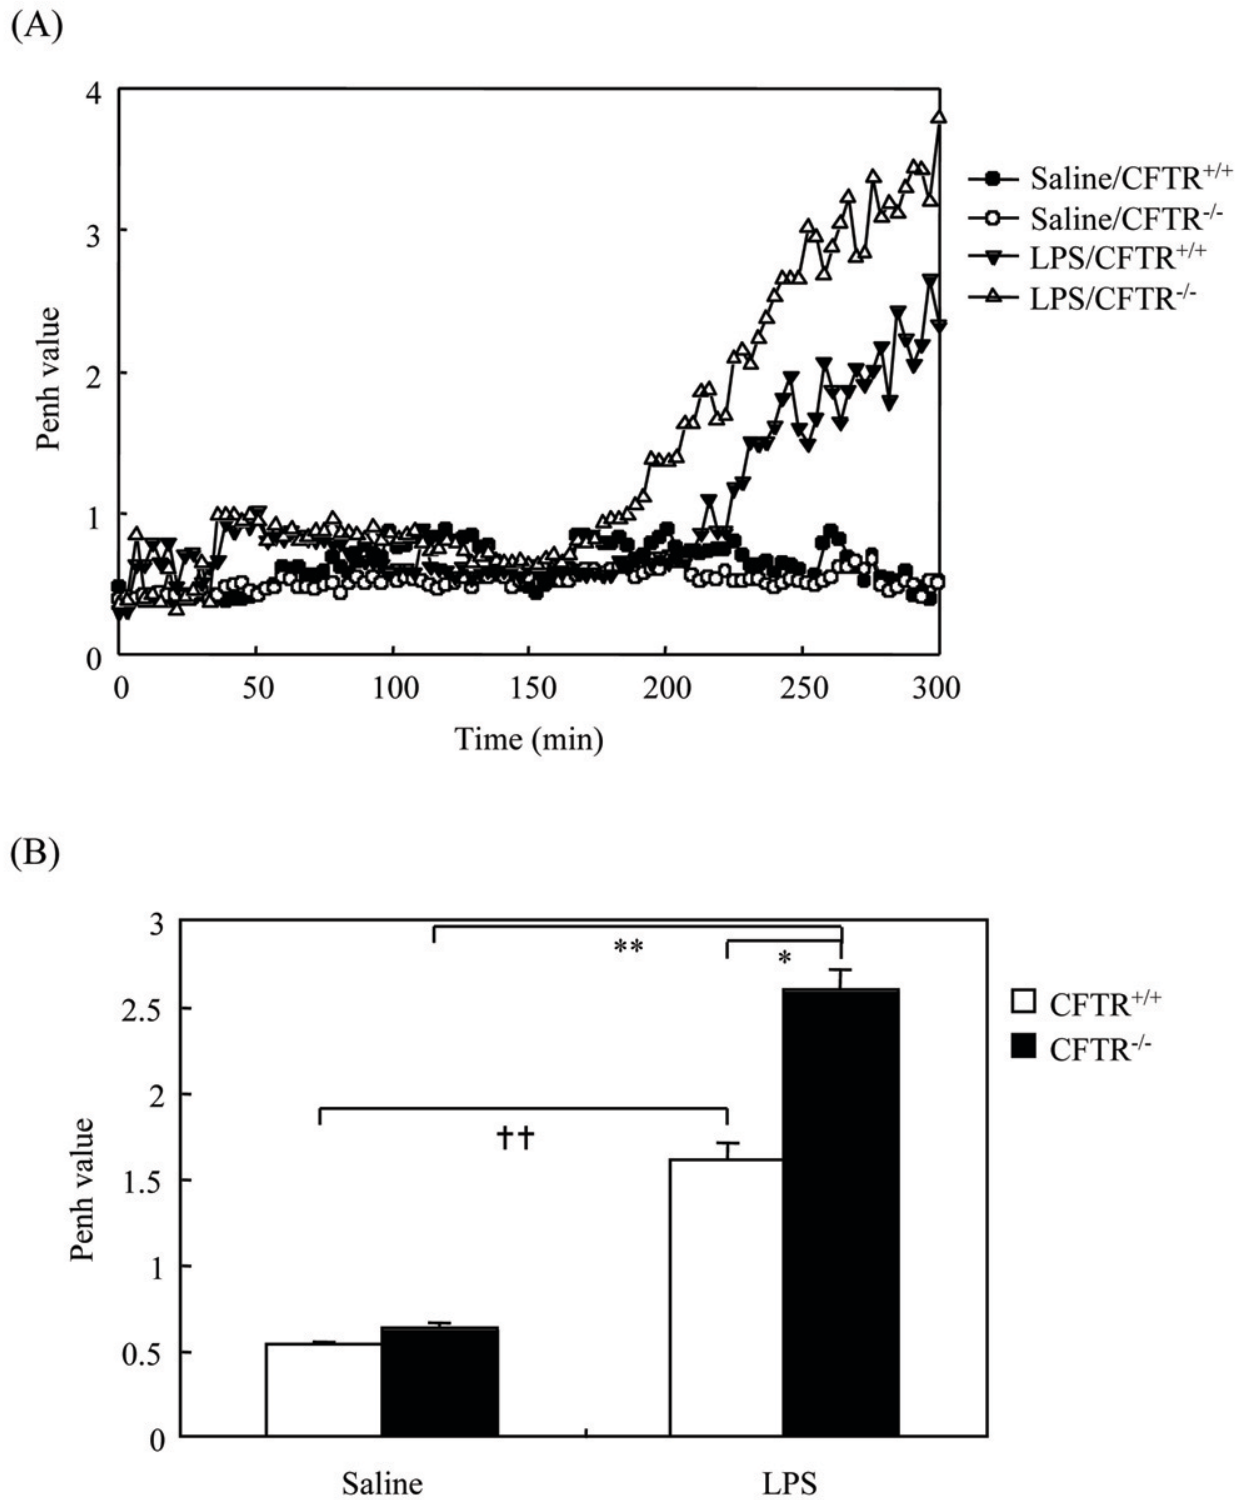 (A)
4
3
2
1
0
Penh value
0 50 100 150 200 250 300
Time (min)
Saline/CFTR+/+
Saline/CFTR-/-
LPS/CFTR+/+
LPS/CFTR-/-
(B)
3
2.5
2
1.5
1
0.5
0
Penh value
**
*
††
Saline LPS
CFTR+/+
CFTR-/-